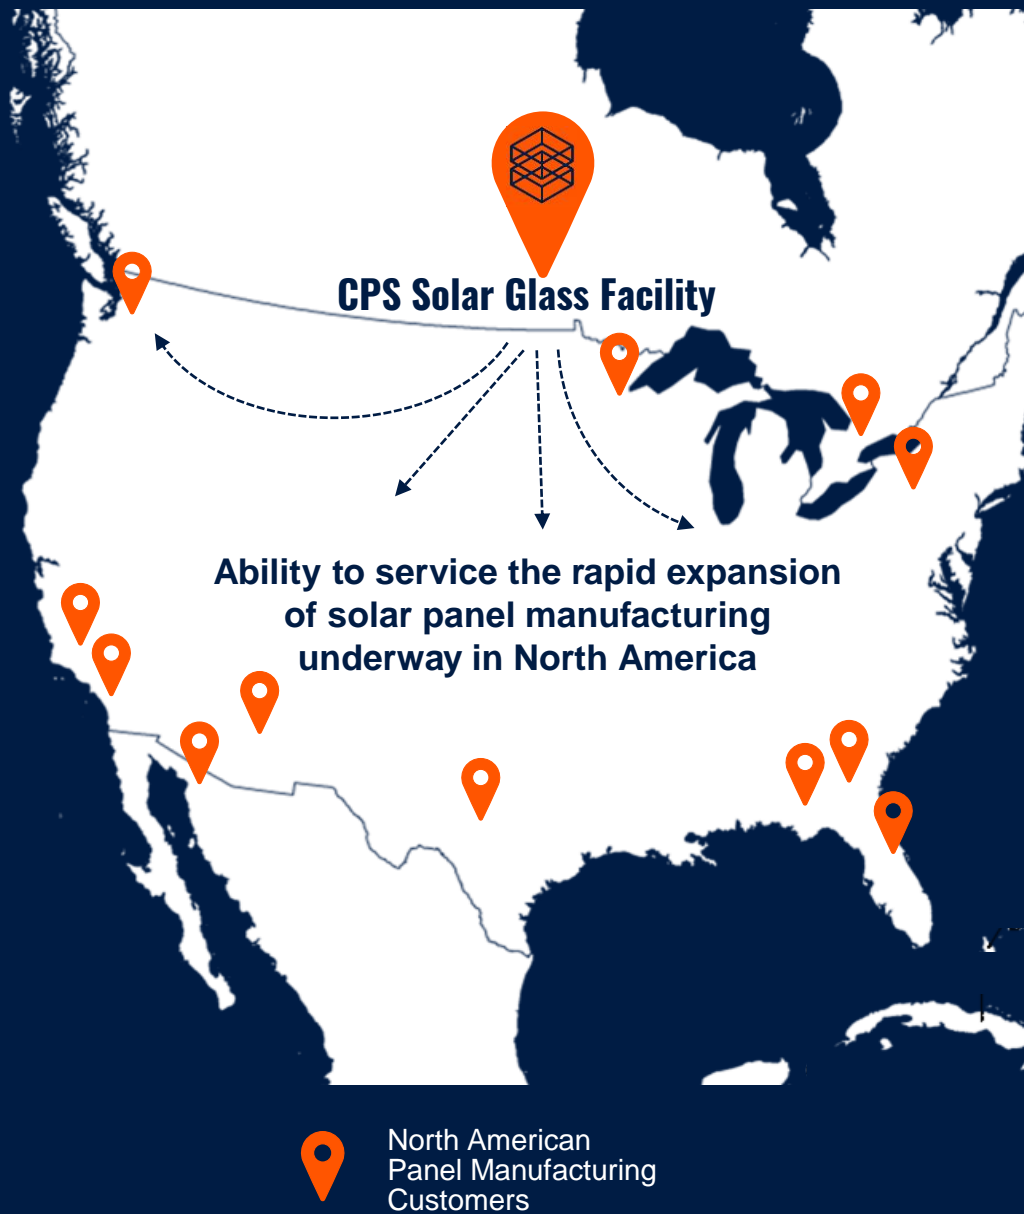 CPS Solar Glass Facility
Ability to service the rapid expansion
of solar panel manufacturing
underway in North America
North American
Panel Manufacturing
Customers